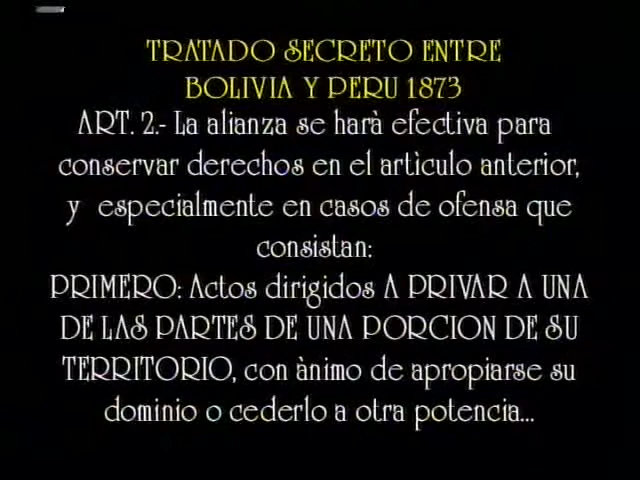 TRATADO SECRETO ENTRE
BOLIVIA Y PERU 1873
ART. 2.- La alianza se harà efectiva para
conservar derechos en el artìculo anterior,
y especialmente en casos de ofensa que
consistan:
PRIMERO: Actos dirigidos A PRIVAR A UNA
DE LAS PARTES DE UNA PORCION DE SU
TERRITORIO, con ànimo de apropiarse su
dominio o cederlo a otra potencia...